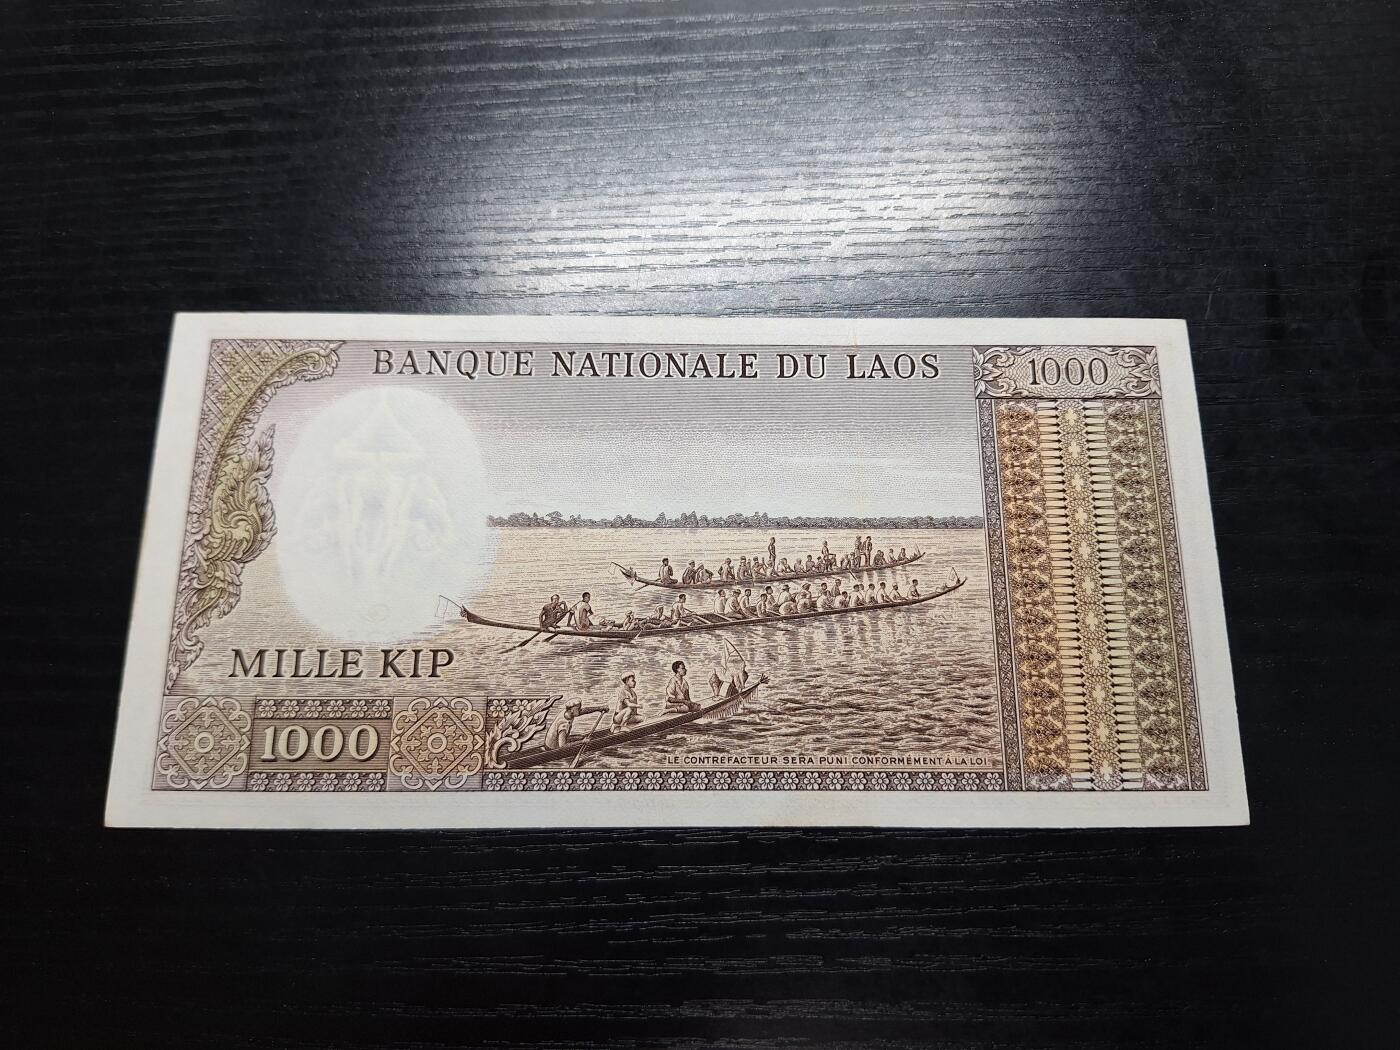 BANQUE NATIONALE DU LAOS
1000
MILLE KIP
1000
LE CONTREFACTEUR SERA PUNI CONFORMÉMENT À LA LOI